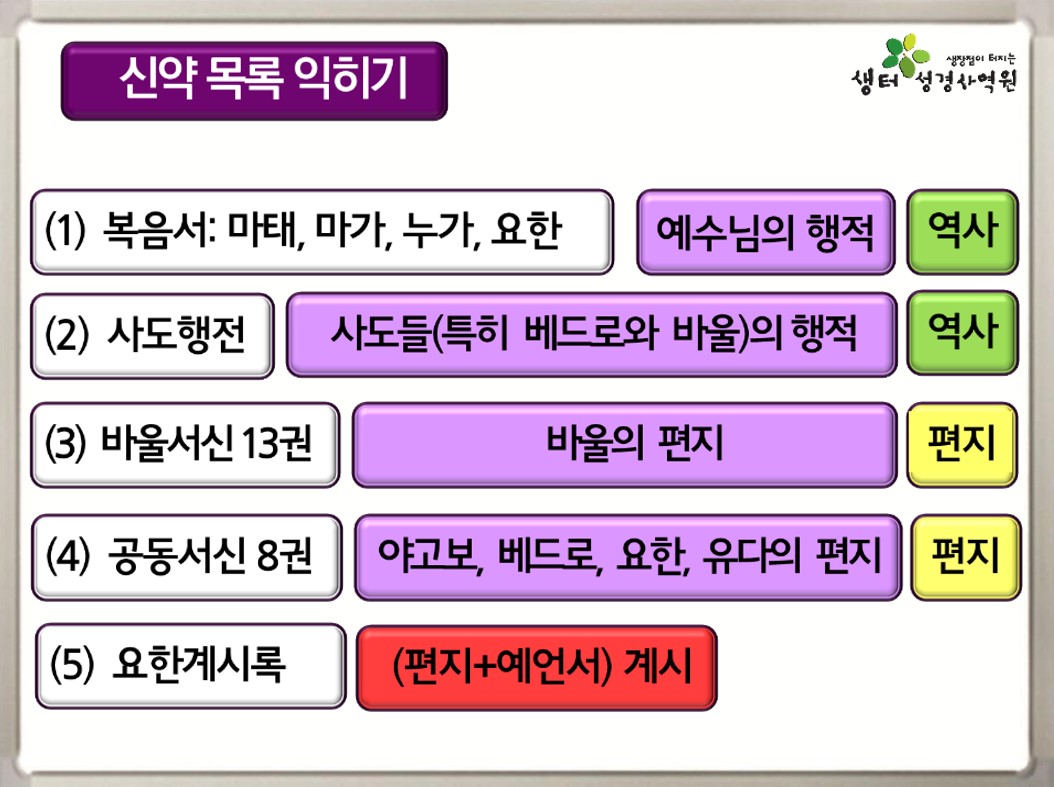 신약 목록 익히기
생장점이 터지는
생터 성경사역원
(1) 복음서: 마태, 마가, 누가, 요한 예수님의 행적 역사
(2) 사도행전 사도들(특히 베드로와 바울)의 행적 역사
(3) 바울서신 13권 바울의 편지 편지
(4) 공동서신 8권 야고보, 베드로, 요한, 유다의 편지 편지
(5) 요한계시록 (편지+예언서) 계시